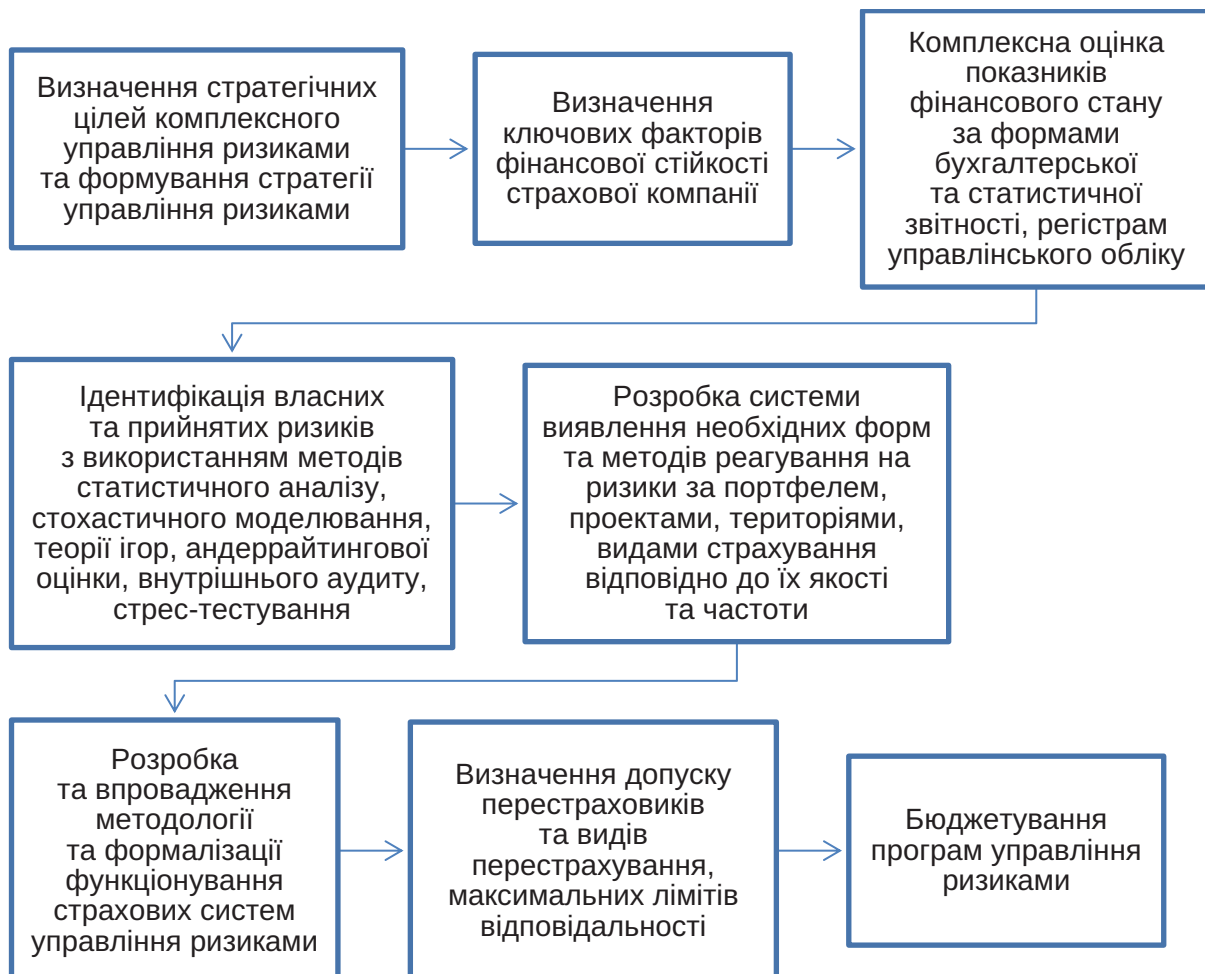 Визначення стратегічних
цілей комплексного
управління ризиками
та формування стратегії
управління ризиками
Визначення
ключових факторів
фінансової стійкості
страхової компанії
Комплексна оцінка
показників
фінансового стану
за формами
бухгалтерської
та статистичної
звітності, регістрам
управлінського обліку
Ідентифікація власних
та прийнятих ризиків
з використанням методів
статистичного аналізу,
стохастичного моделювання,
теорії ігор, андеррайтингової
оцінки, внутрішнього аудиту,
стрес-тестування
Розробка системи
виявлення необхідних форм
та методів реагування на
ризики за портфелем,
проектами, територіями,
видами страхування
відповідно до їх якості
та частоти
Розробка
та впровадження
методології
та формалізації
функціонування
страхових систем
управління ризиками
Визначення допуску
перестраховиків
та видів
перестрахування,
максимальних лімітів
відповідальності
Бюджетування
програм управління
ризиками